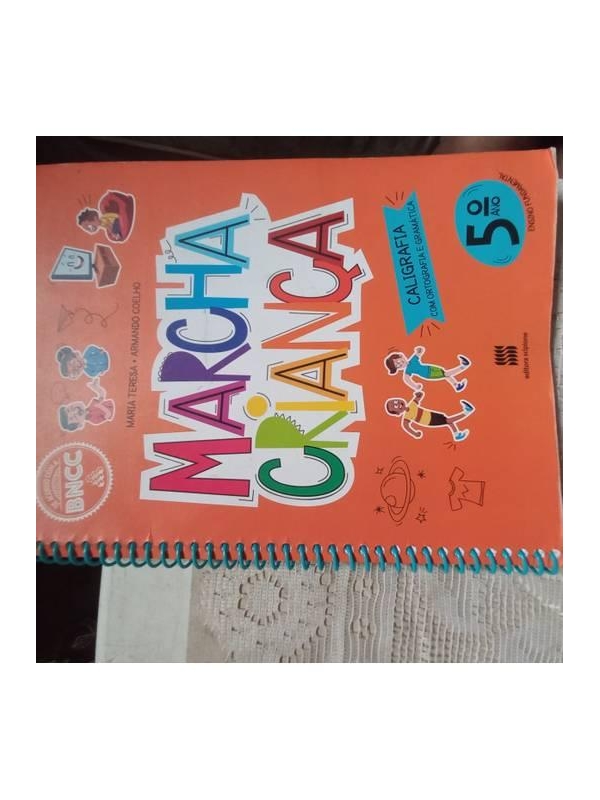 BNCC
MARIA TERESA • ARMANDO COELHO
MARCHA
CRIANÇA
CALIGRAFIA
COM ORTOGRAFIA E GRAMÁTICA
5º
ANO
ENSINO FUNDAMENTAL
editora scipione